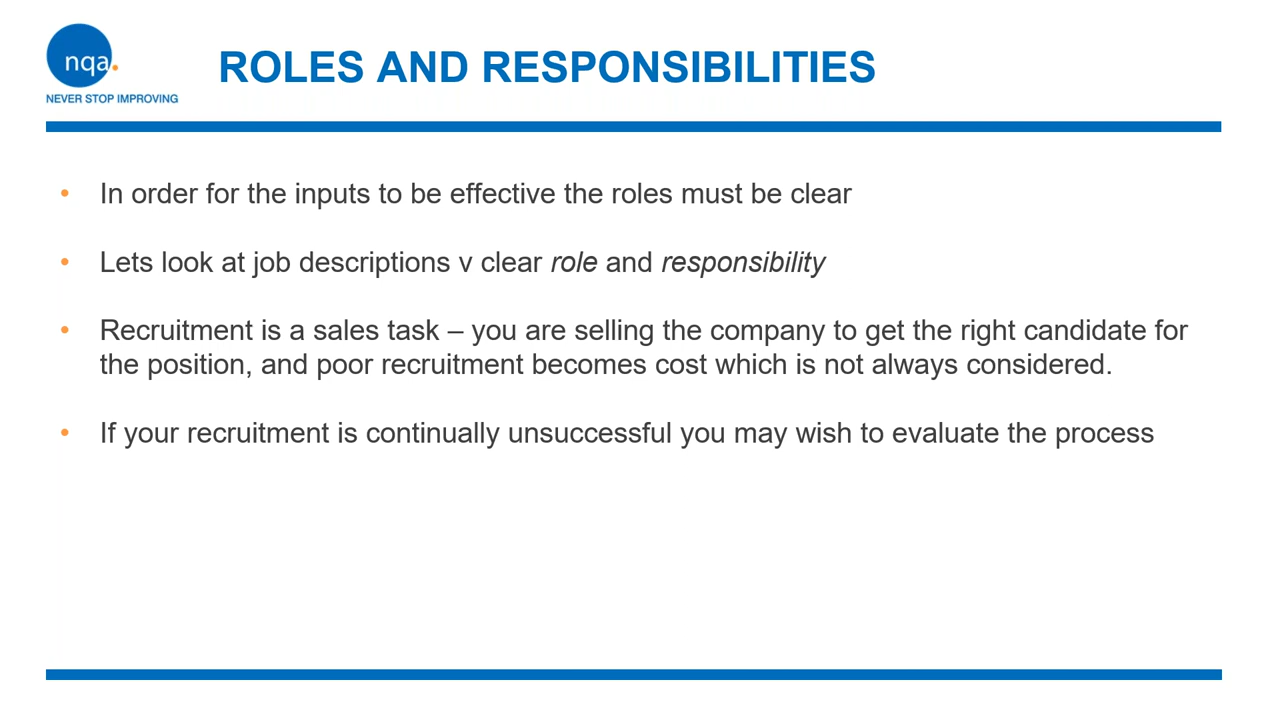 nqa.
NEVER STOP IMPROVING
ROLES AND RESPONSIBILITIES
• In order for the inputs to be effective the roles must be clear
• Lets look at job descriptions v clear role and responsibility
• Recruitment is a sales task – you are selling the company to get the right candidate for
the position, and poor recruitment becomes cost which is not always considered.
• If your recruitment is continually unsuccessful you may wish to evaluate the process